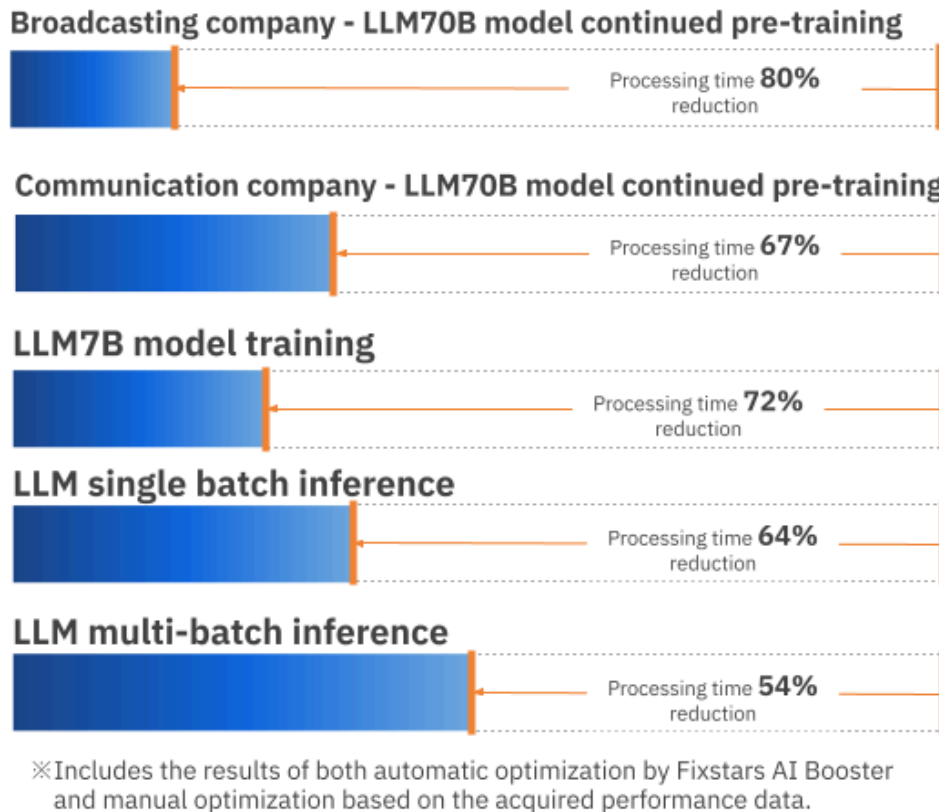 Broadcasting company - LLM70B model continued pre-training
Processing time 80%
reduction
Communication company - LLM70B model continued pre-training
Processing time 67%
reduction
LLM7B model training
Processing time 72%
reduction
LLM single batch inference
Processing time 64%
reduction
LLM multi-batch inference
Processing time 54%
reduction
※Includes the results of both automatic optimization by Fixstars AI Booster
and manual optimization based on the acquired performance data.